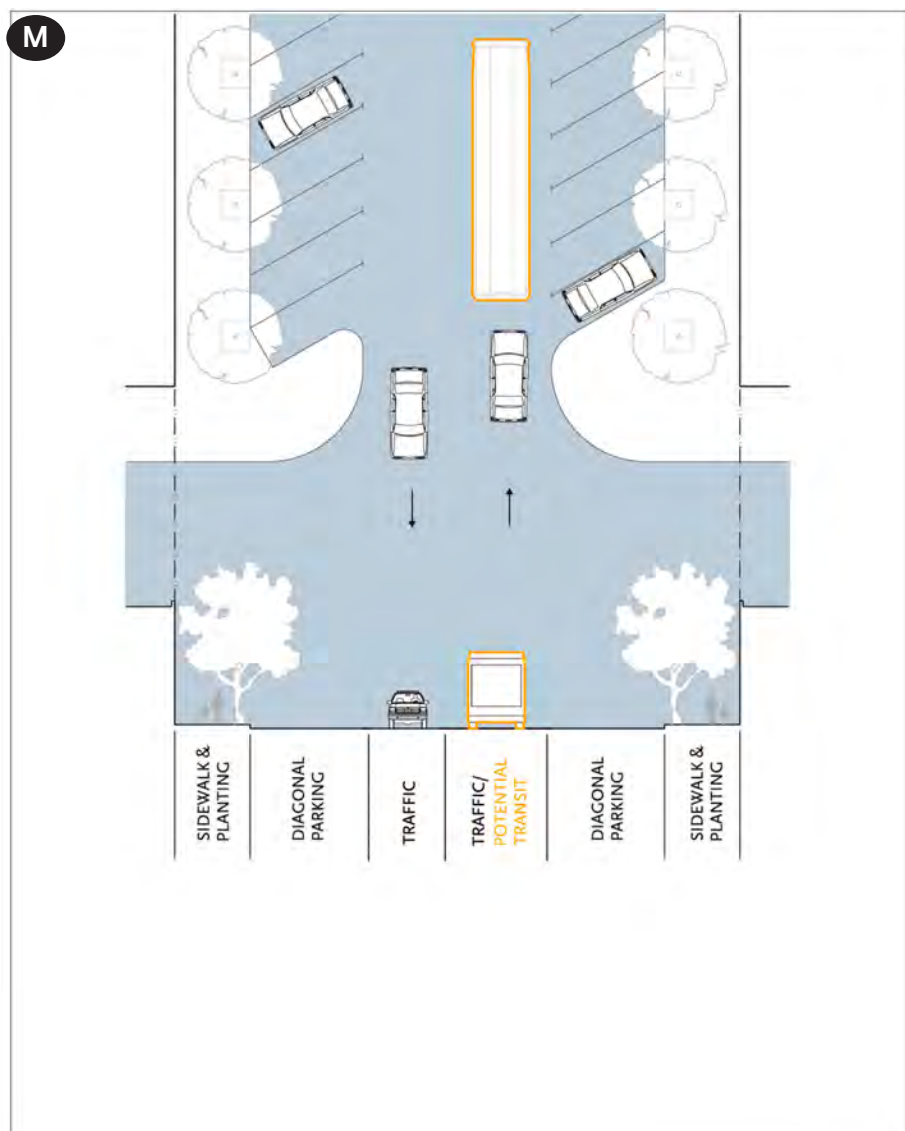 M
SIDEWALK &
PLANTING
DIAGONAL
PARKING
TRAFFIC
TRAFFIC/
POTENTIAL
TRANSIT
DIAGONAL
PARKING
SIDEWALK &
PLANTING